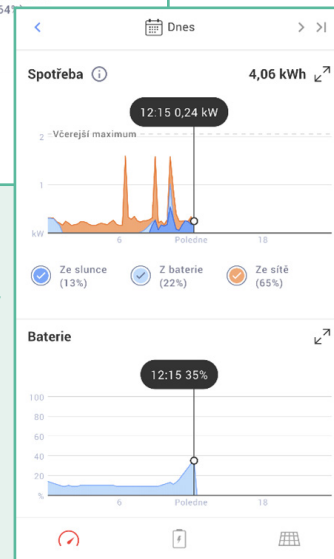 64%)
Dnes
Spotřeba 4,06 kWh
12:15 0,24 kW
2 Včerejší maximum
1
kW 6 Poledne 18
Ze slunce (13%)
Z baterie (22%)
Ze sítě (65%)
Baterie
12:15 35%
100
80
60
40
20
% 6 Poledne 18